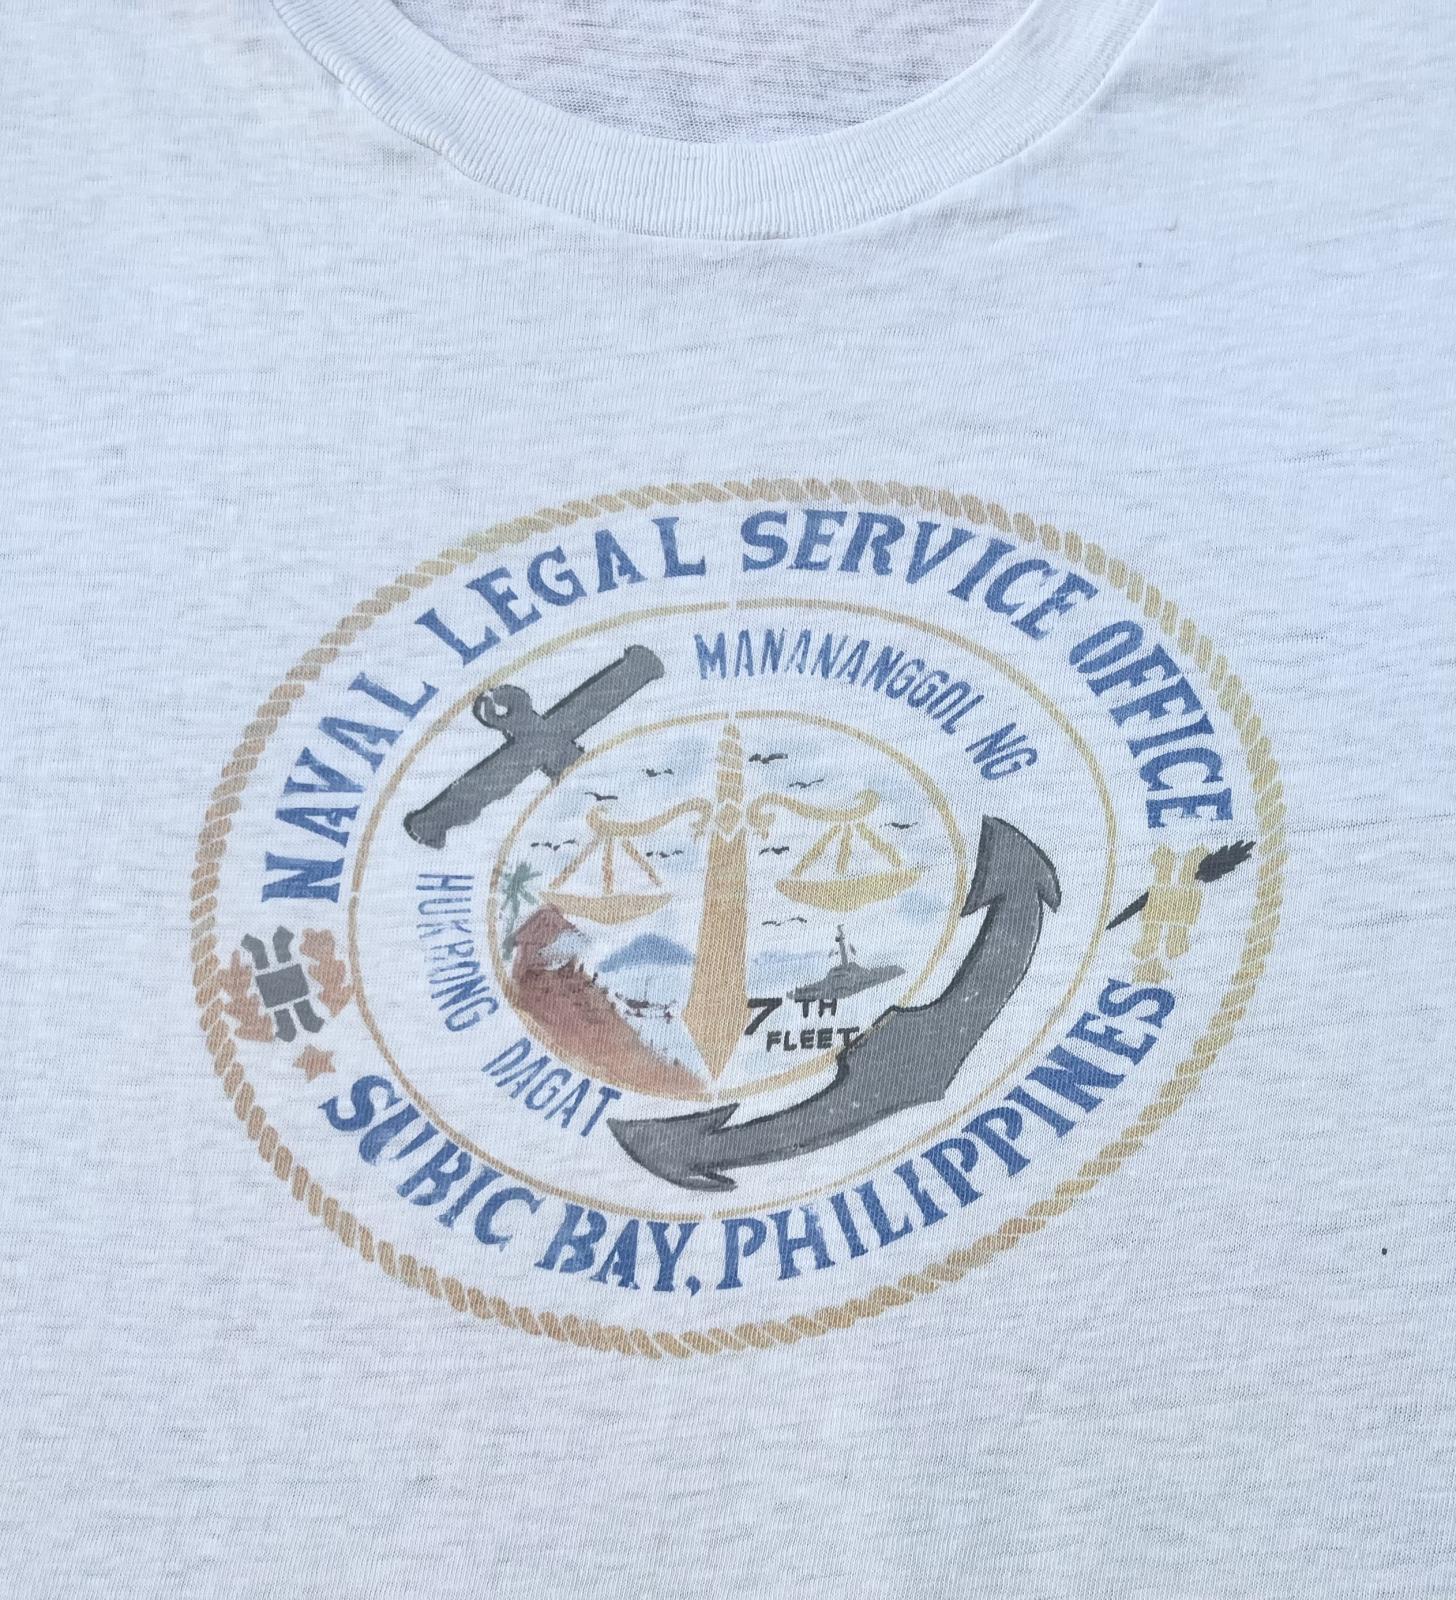 NAVAL LEGAL SERVICE OFFICE
MANANANGGOL NG
HUKBONG DAGAT
7TH
FLEET
SUBIC BAY, PHILIPPINES